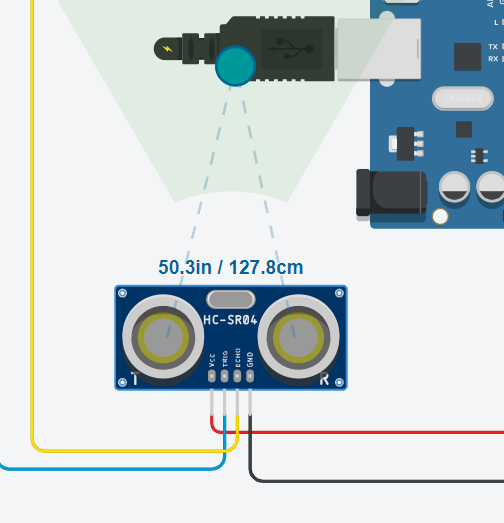 L
TX
RX
50.3in / 127.8cm
HC-SR04
Vcc
TRIG
ECHO
GND
T
R